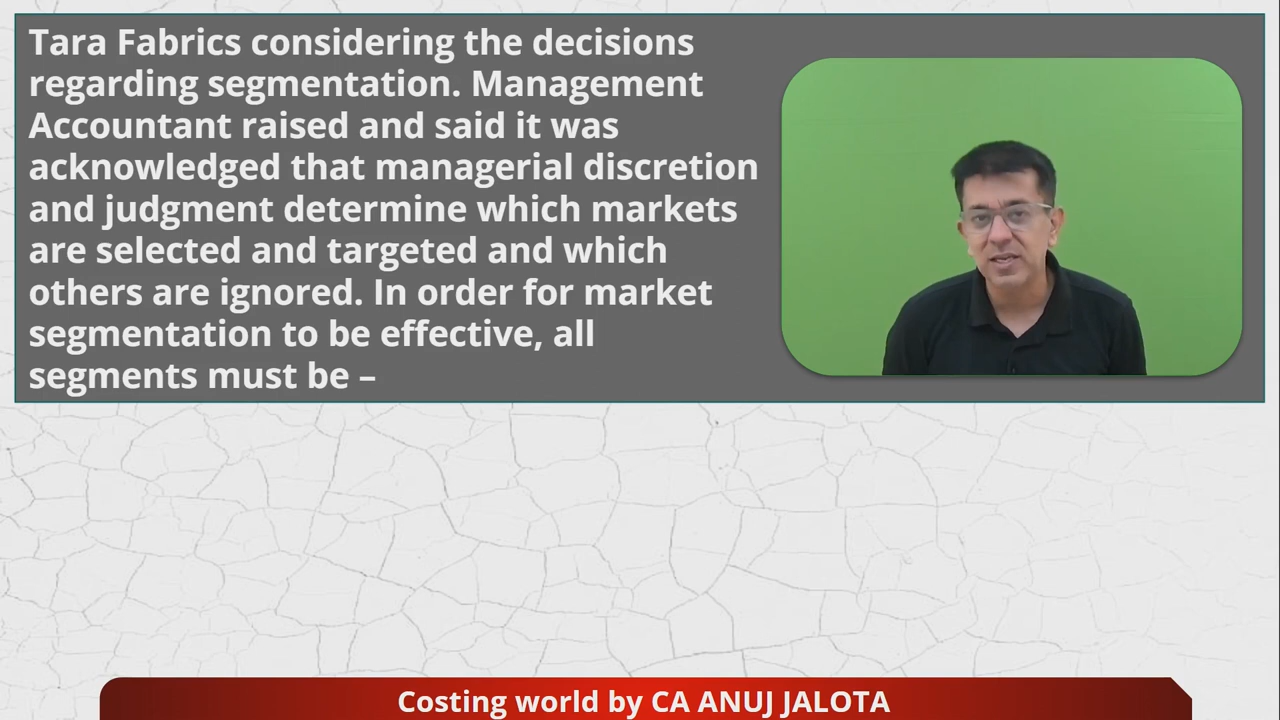 Tara Fabrics considering the decisions
regarding segmentation. Management
Accountant raised and said it was
acknowledged that managerial discretion
and judgment determine which markets
are selected and targeted and which
others are ignored. In order for market
segmentation to be effective, all
segments must be –
Costing world by CA ANUJ JALOTA